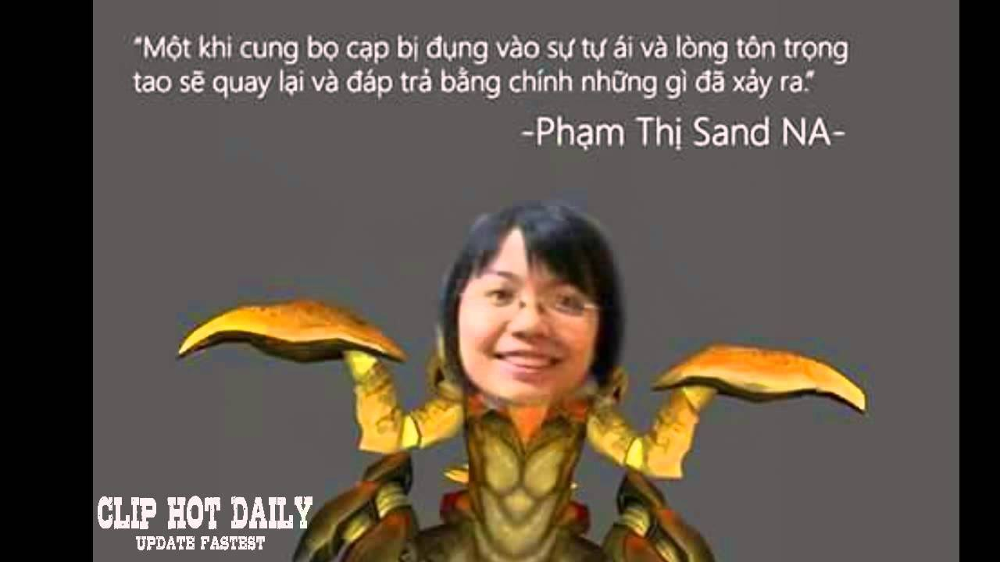 “Một khi cung bọ cạp bị đụng vào sự tự ái và lòng tôn trọng
tao sẽ quay lại và đáp trả bằng chính những gì đã xảy ra.”
-Phạm Thị Sand NA-
CLIP HOT DAILY
UPDATE FASTEST